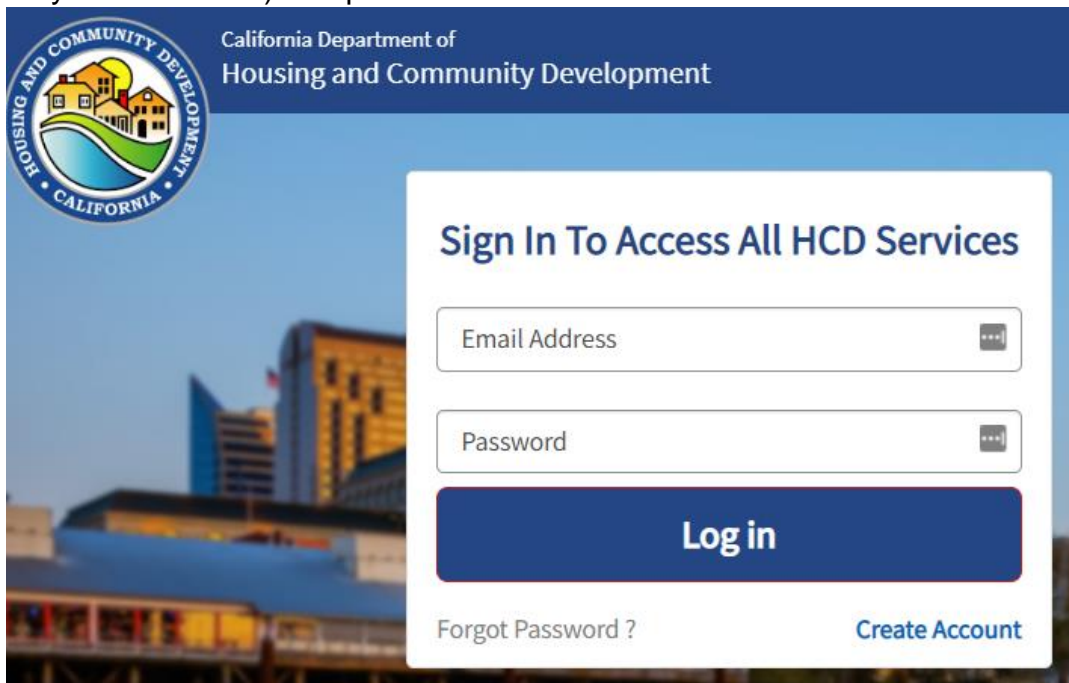 California Department of
Housing and Community Development
HOUSING AND COMMUNITY DEVELOPMENT
• CALIFORNIA •
Sign In To Access All HCD Services
Email Address
Password
Log in
Forgot Password ?
Create Account